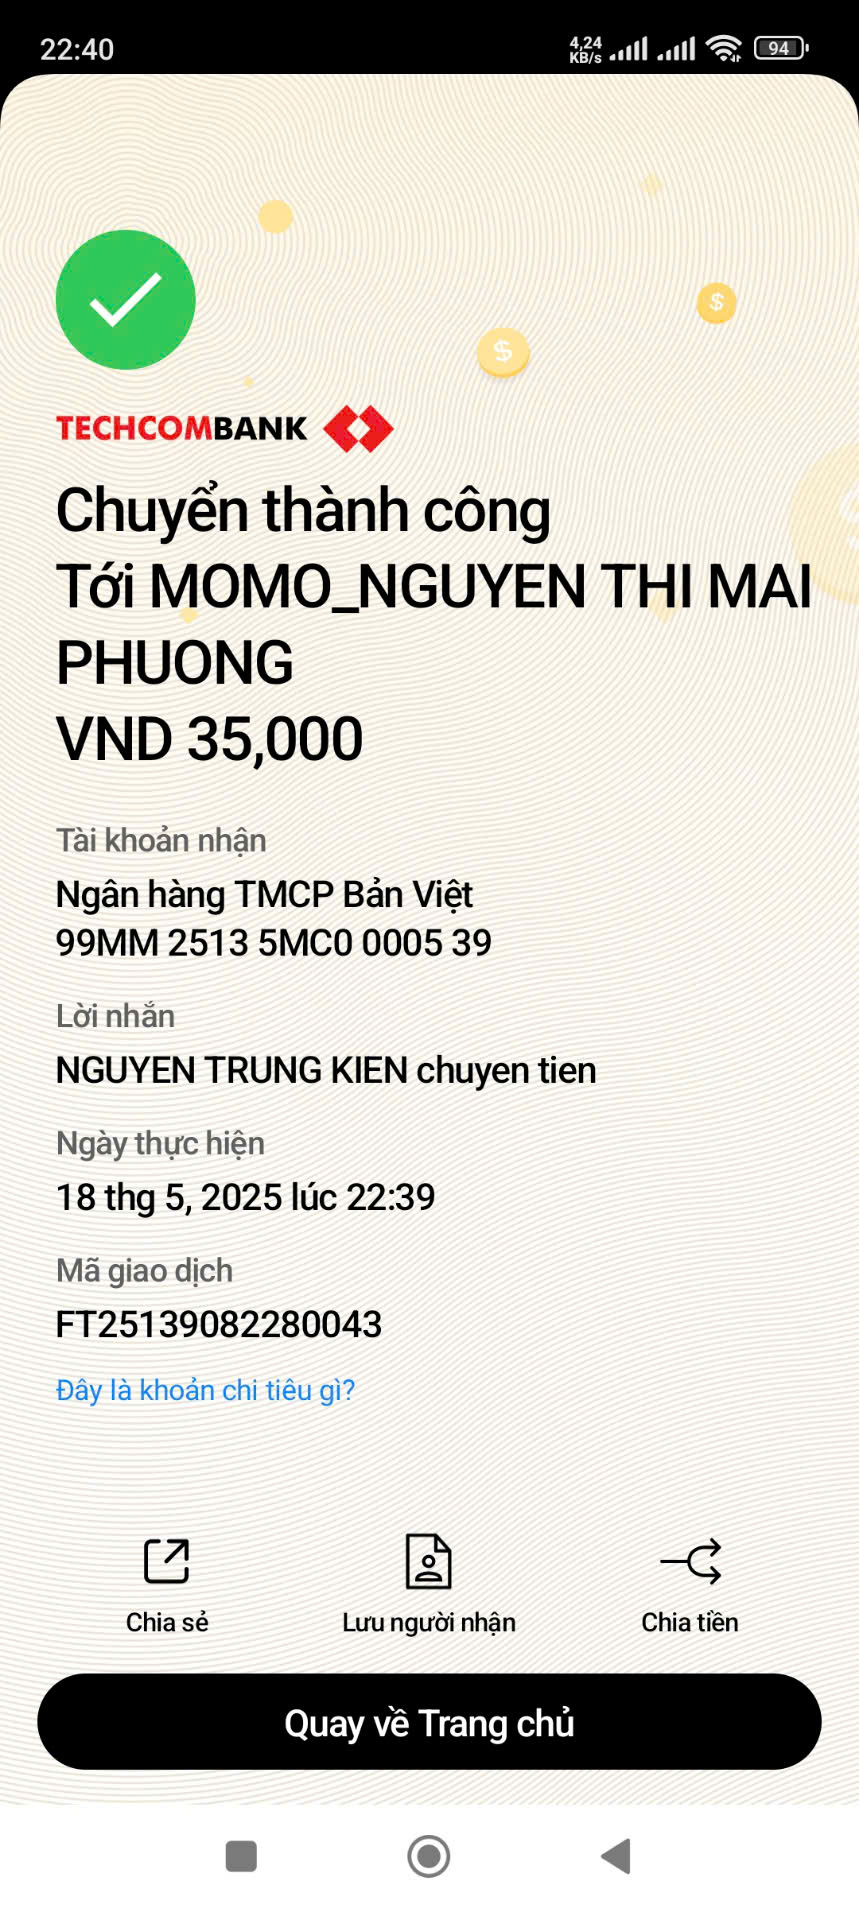 22:40
4,24
KB/s
94
TECHCOMBANK
Chuyển thành công
Tới MOMO_NGUYEN THI MAI
PHUONG
VND 35,000
Tài khoản nhận
Ngân hàng TMCP Bản Việt
99MM 2513 5MC0 0005 39
Lời nhắn
NGUYEN TRUNG KIEN chuyen tien
Ngày thực hiện
18 thg 5, 2025 lúc 22:39
Mã giao dịch
FT25139082280043
Đây là khoản chi tiêu gì?
Chia sẻ
Lưu người nhận
Chia tiền
Quay về Trang chủ